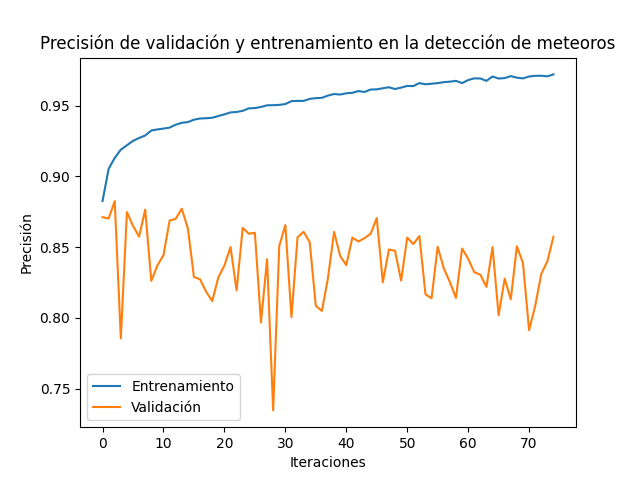 Precisión de validación y entrenamiento en la detección de meteoros
Precisión
0.95
0.90
0.85
0.80
0.75
Entrenamiento
Validación
0 10 20 30 40 50 60 70
Iteraciones